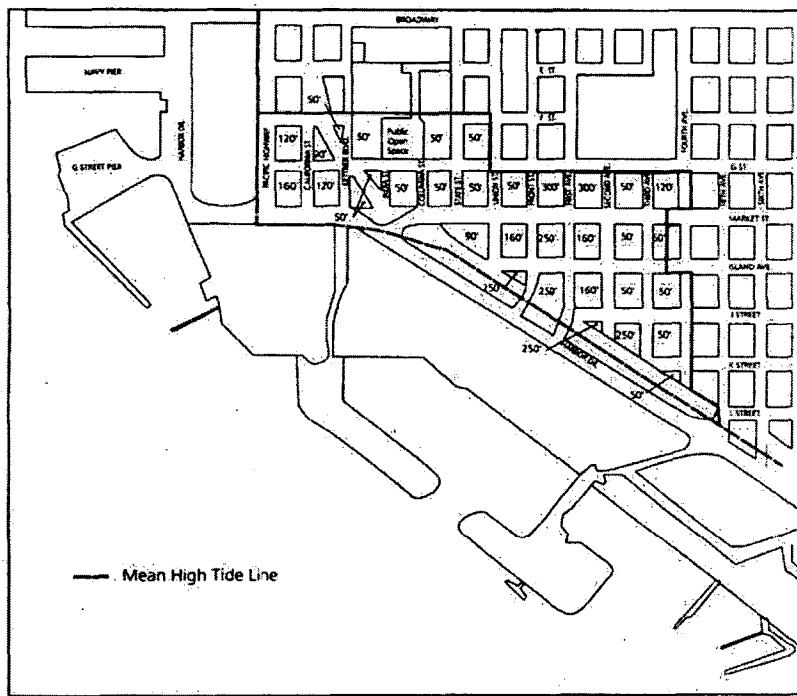 BROADWAY
NAVY PIER
E ST.
50'
F ST.
HARBOR DR.
PACIFIC HIGHWAY
120'
CALIFORNIA ST.
90'
KETTNER BLVD.
50'
Public
Open
Space
50'
50'
FOURTH AVE.
G STREET PIER
G ST
160'
120'
INDIA ST.
50'
COLUMBIA ST.
50'
STATE ST.
50'
UNION ST.
50'
FRONT ST.
300'
FIRST AVE.
300'
SECOND AVE.
50'
THIRD AVE.
120'
FIFTH AVE.
SIXTH AVE.
50'
MARKET ST
90'
160'
250'
160'
50'
50'
ISLAND AVE.
250'
250'
160'
50'
50'
J STREET
250'
HARBOR DR.
250'
50'
K STREET
50'
L STREET
Mean High Tide Line